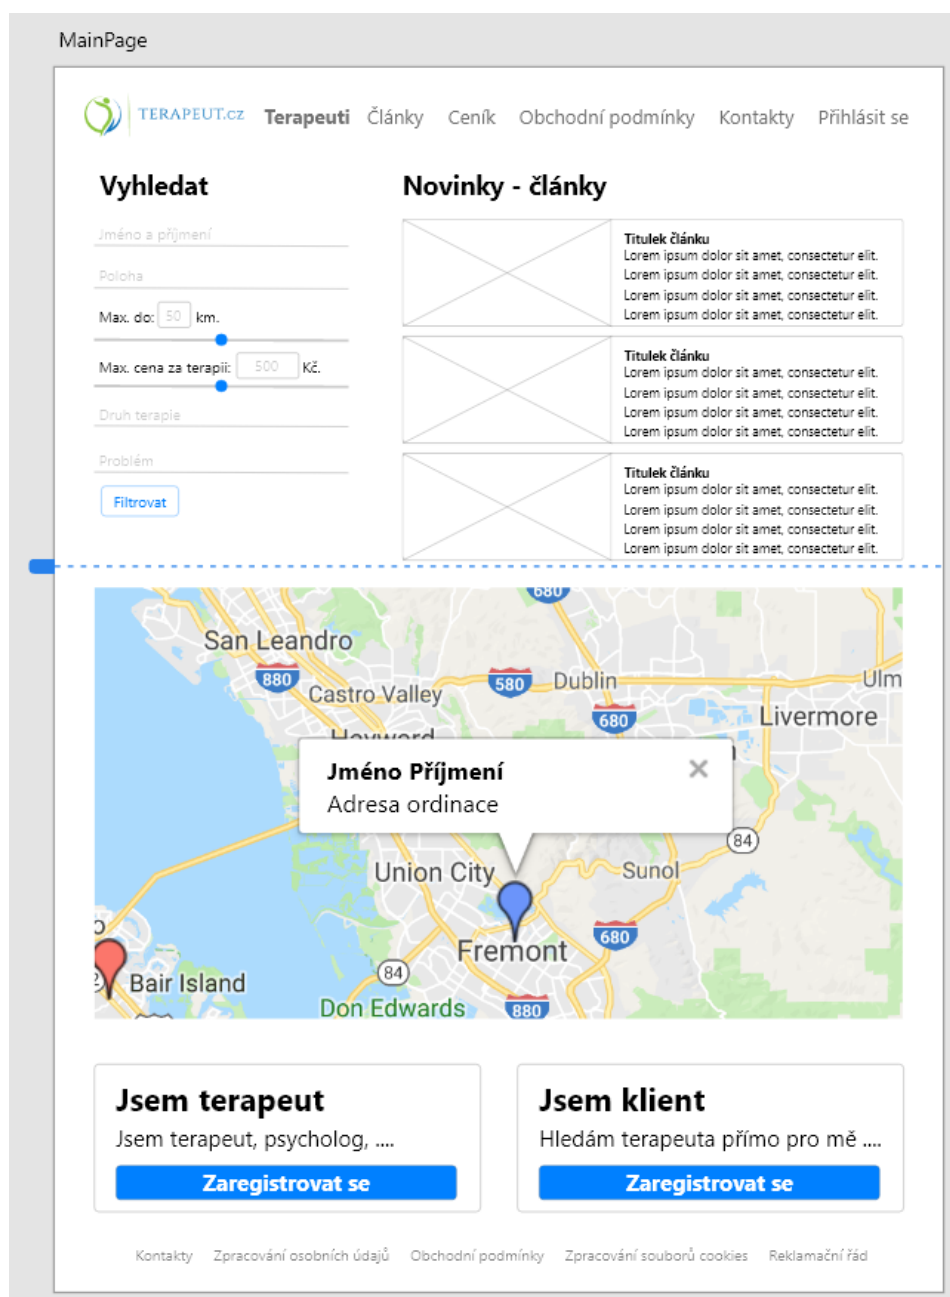 MainPage
TERAPEUT.CZ Terapeuti Články Ceník Obchodní podmínky Kontakty Přihlásit se
Vyhledat
Jméno a příjmení
Poloha
Max. do: 50 km.
Max. cena za terapii: 500 Kč.
Druh terapie
Problém
Filtrovat
Novinky - články
Titulek článku
Lorem ipsum dolor sit amet, consectetur elit.
Lorem ipsum dolor sit amet, consectetur elit.
Lorem ipsum dolor sit amet, consectetur elit.
Lorem ipsum dolor sit amet, consectetur elit.
Titulek článku
Lorem ipsum dolor sit amet, consectetur elit.
Lorem ipsum dolor sit amet, consectetur elit.
Lorem ipsum dolor sit amet, consectetur elit.
Lorem ipsum dolor sit amet, consectetur elit.
Titulek článku
Lorem ipsum dolor sit amet, consectetur elit.
Lorem ipsum dolor sit amet, consectetur elit.
Lorem ipsum dolor sit amet, consectetur elit.
Lorem ipsum dolor sit amet, consectetur elit.
680
San Leandro
880
Castro Valley
580
Dublin
Ulm
680
Livermore
Hayward
Jméno Příjmení
Adresa ordinace
84
Union City
Sunol
680
Fremont
84
Bair Island
Don Edwards
880
Jsem terapeut
Jsem terapeut, psycholog, ....
Zaregistrovat se
Jsem klient
Hledám terapeuta přímo pro mě ....
Zaregistrovat se
Kontakty Zpracování osobních údajů Obchodní podmínky Zpracování souborů cookies Reklamační řád